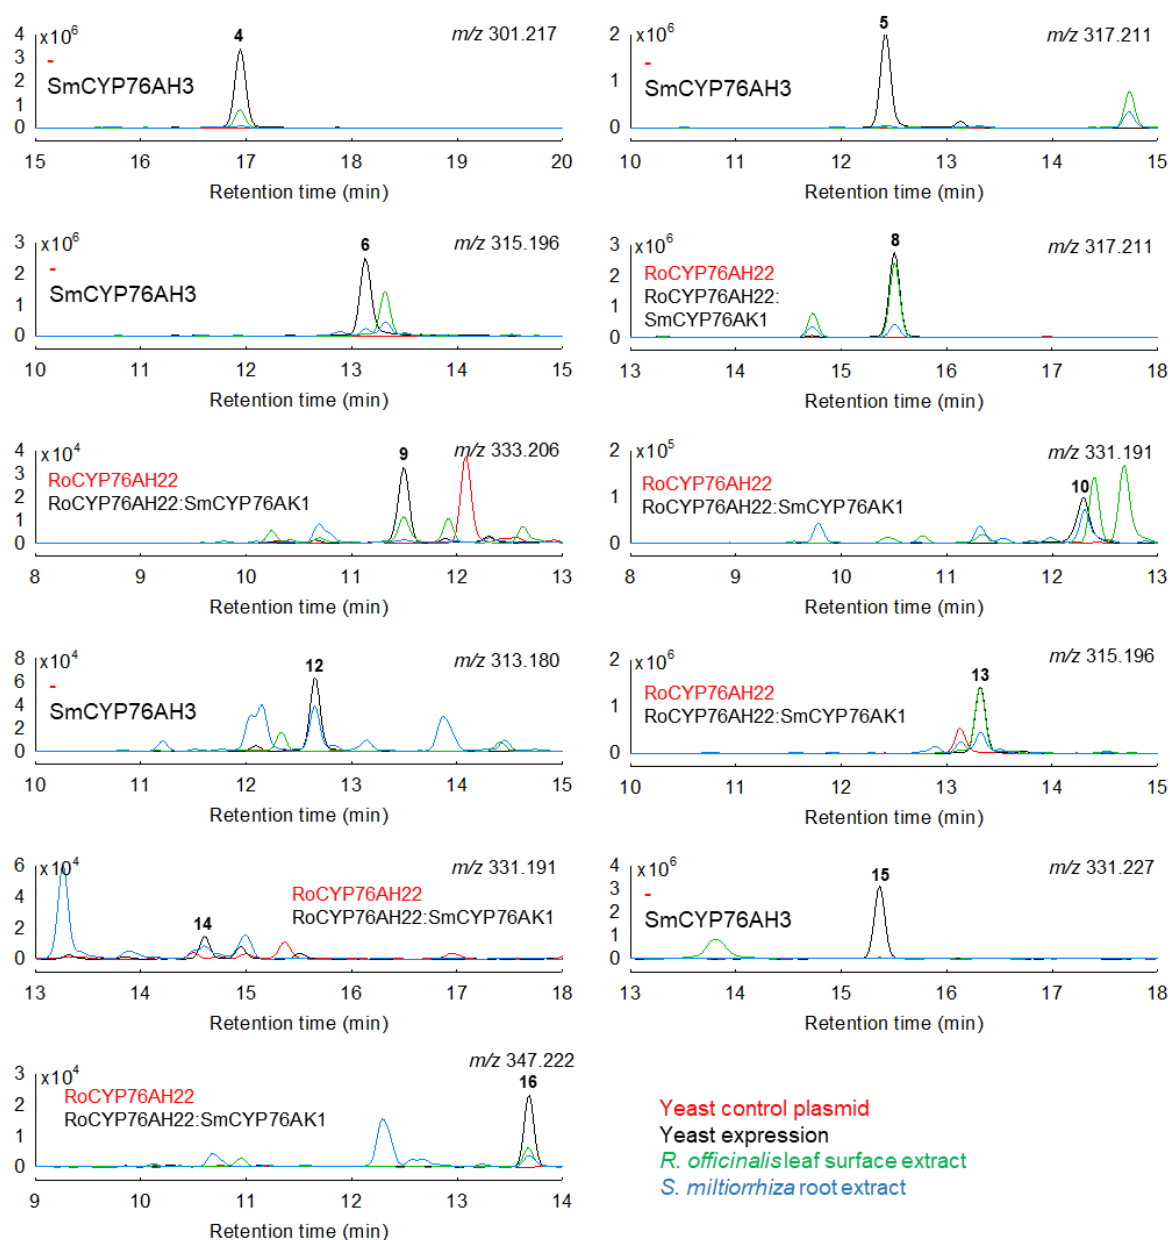 x10⁶ 4 m/z 301.217
4
3
2
1
0
-
SmCYP76AH3
15 16 17 18 19 20
Retention time (min)
x10⁶ 5 m/z 317.211
2
1
0
-
SmCYP76AH3
10 11 12 13 14 15
Retention time (min)
x10⁶ 6 m/z 315.196
3
2
1
0
-
SmCYP76AH3
10 11 12 13 14 15
Retention time (min)
x10⁶ 8 m/z 317.211
3
2
1
0
RoCYP76AH22
RoCYP76AH22:
SmCYP76AK1
13 14 15 16 17 18
Retention time (min)
x10⁴ 9 m/z 333.206
4
3
2
1
0
RoCYP76AH22
RoCYP76AH22:SmCYP76AK1
8 9 10 11 12 13
Retention time (min)
x10⁵ 10 m/z 331.191
2
1
0
RoCYP76AH22
RoCYP76AH22:SmCYP76AK1
8 9 10 11 12 13
Retention time (min)
x10⁴ 12 m/z 313.180
8
6
4
2
0
-
SmCYP76AH3
10 11 12 13 14 15
Retention time (min)
x10⁶ 13 m/z 315.196
2
1
0
RoCYP76AH22
RoCYP76AH22:SmCYP76AK1
10 11 12 13 14 15
Retention time (min)
x10⁴ 14 m/z 331.191
6
4
2
0
RoCYP76AH22
RoCYP76AH22:SmCYP76AK1
13 14 15 16 17 18
Retention time (min)
x10⁶ 15 m/z 331.227
4
3
2
1
0
-
SmCYP76AH3
13 14 15 16 17 18
Retention time (min)
x10⁴ 16 m/z 347.222
3
2
1
0
RoCYP76AH22
RoCYP76AH22:SmCYP76AK1
9 10 11 12 13 14
Retention time (min)
Yeast control plasmid
Yeast expression
R. officinalis leaf surface extract
S. miltiorrhiza root extract